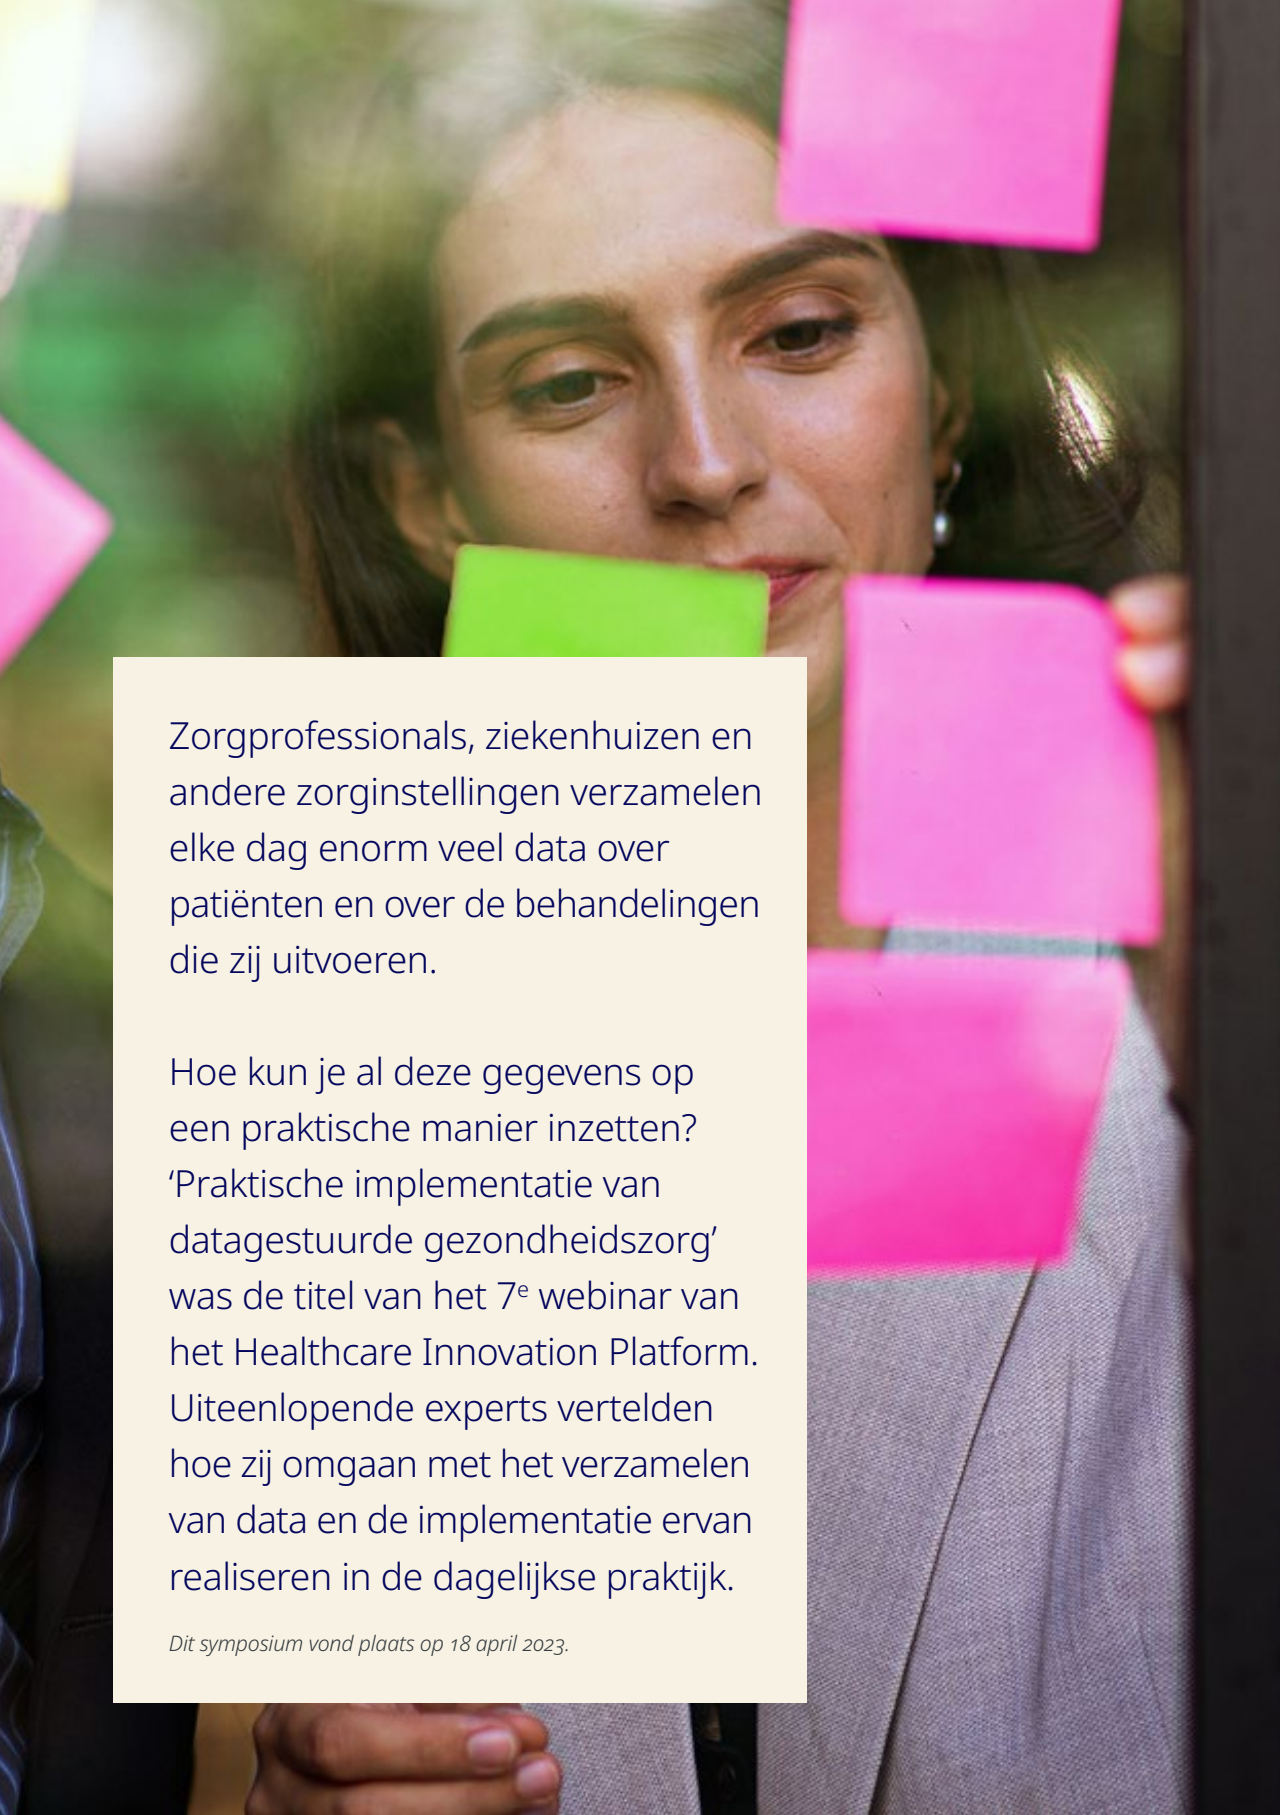 Zorgprofessionals, ziekenhuizen en
andere zorginstellingen verzamelen
elke dag enorm veel data over
patiënten en over de behandelingen
die zij uitvoeren.
Hoe kun je al deze gegevens op
een praktische manier inzetten?
‘Praktische implementatie van
datagestuurde gezondheidszorg’
was de titel van het 7ᵉ webinar van
het Healthcare Innovation Platform.
Uiteenlopende experts vertelden
hoe zij omgaan met het verzamelen
van data en de implementatie ervan
realiseren in de dagelijkse praktijk.
Dit symposium vond plaats op 18 april 2023.